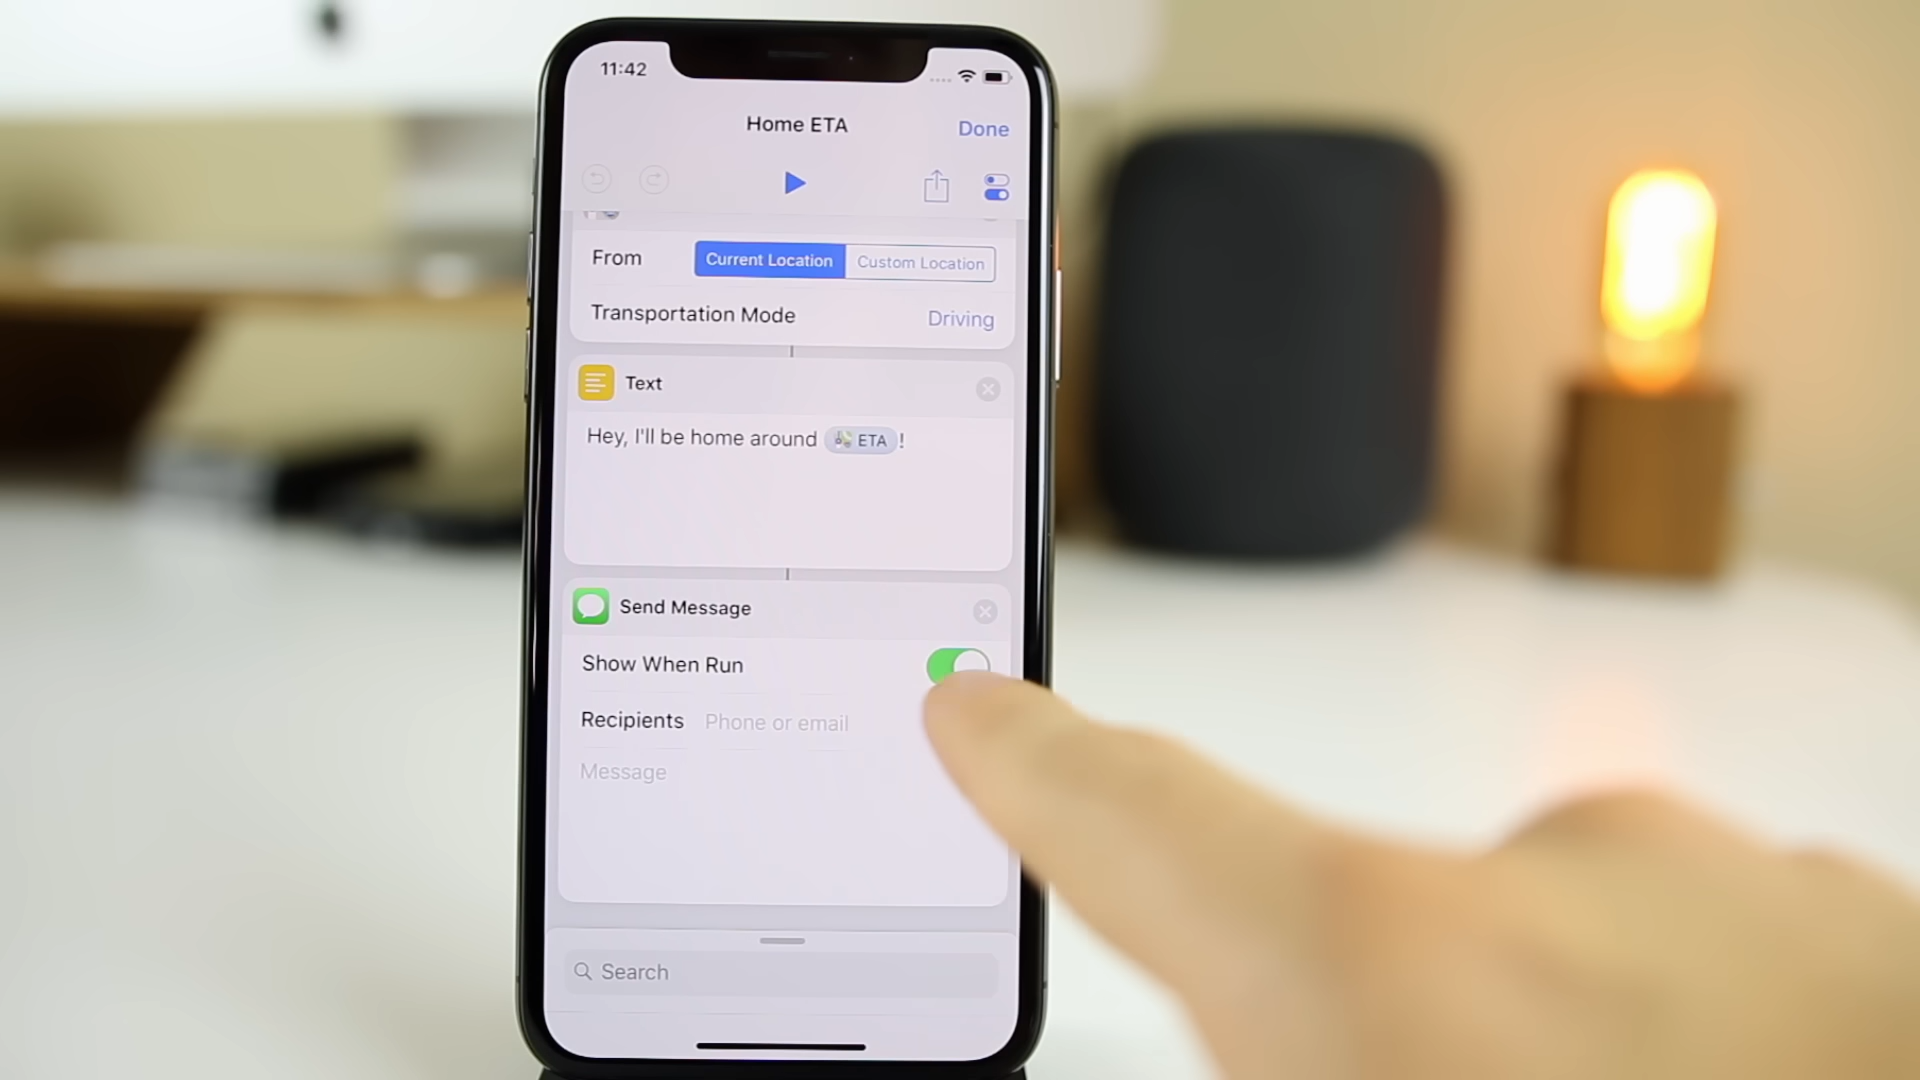 11:42
Home ETA
Done
From
Current Location
Custom Location
Transportation Mode
Driving
Text
Hey, I'll be home around ETA!
Send Message
Show When Run
Recipients
Phone or email
Message
Search